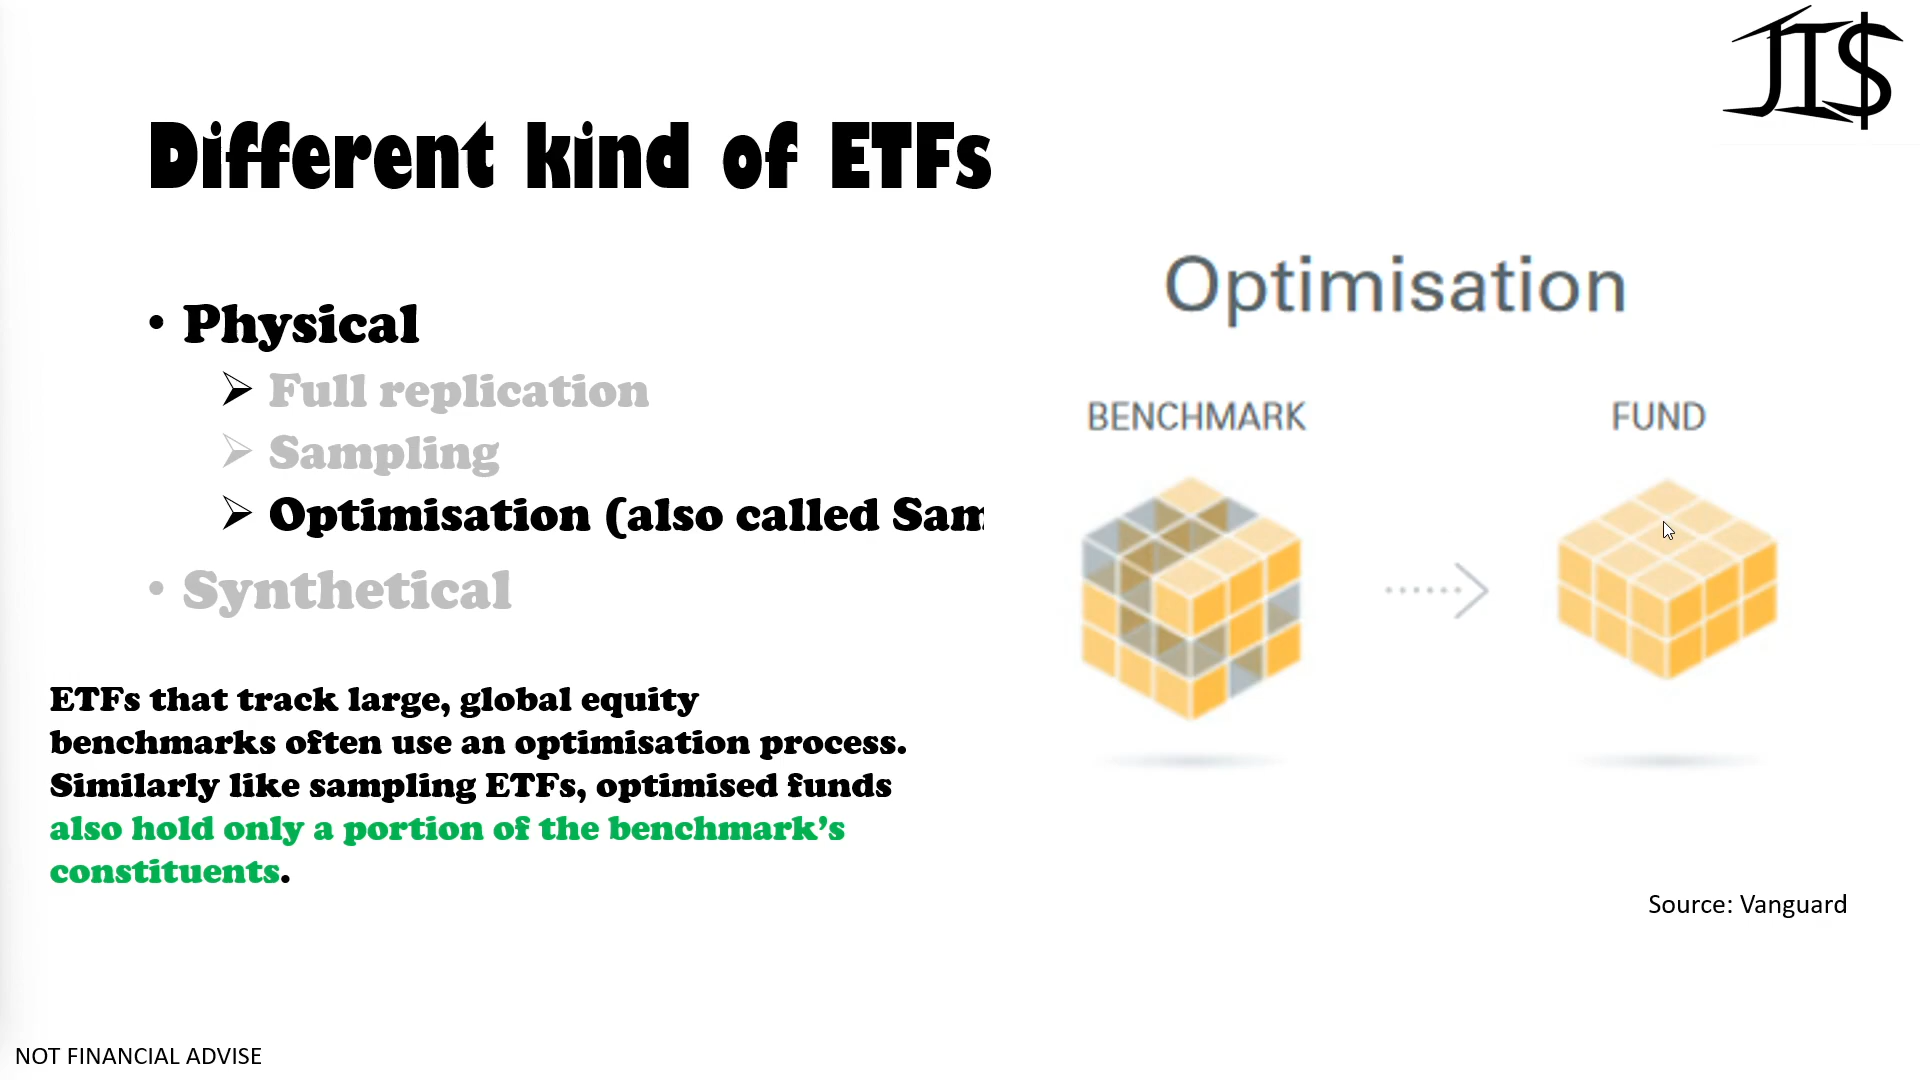 JI$
Different kind of ETFs
• Physical
➢ Full replication
➢ Sampling
➢ Optimisation (also called Sam
• Synthetical
ETFs that track large, global equity
benchmarks often use an optimisation process.
Similarly like sampling ETFs, optimised funds
also hold only a portion of the benchmark’s
constituents.
Optimisation
BENCHMARK
FUND
Source: Vanguard
NOT FINANCIAL ADVISE